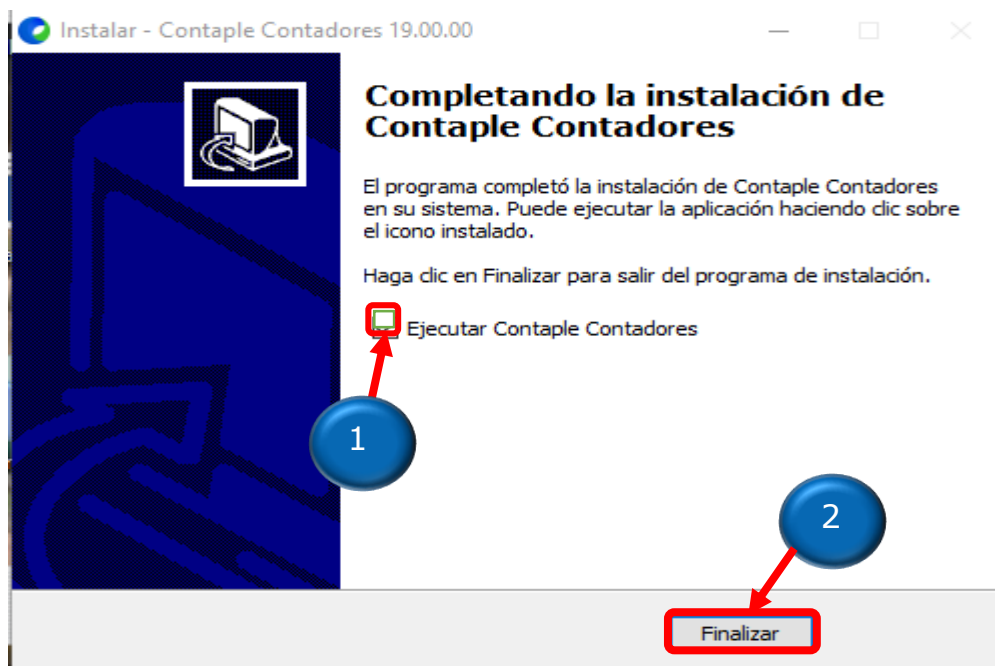 Instalar - Contaple Contadores 19.00.00
Completando la instalación de
Contaple Contadores
El programa completó la instalación de Contaple Contadores
en su sistema. Puede ejecutar la aplicación haciendo clic sobre
el icono instalado.
Haga clic en Finalizar para salir del programa de instalación.
Ejecutar Contaple Contadores
1
2
Finalizar